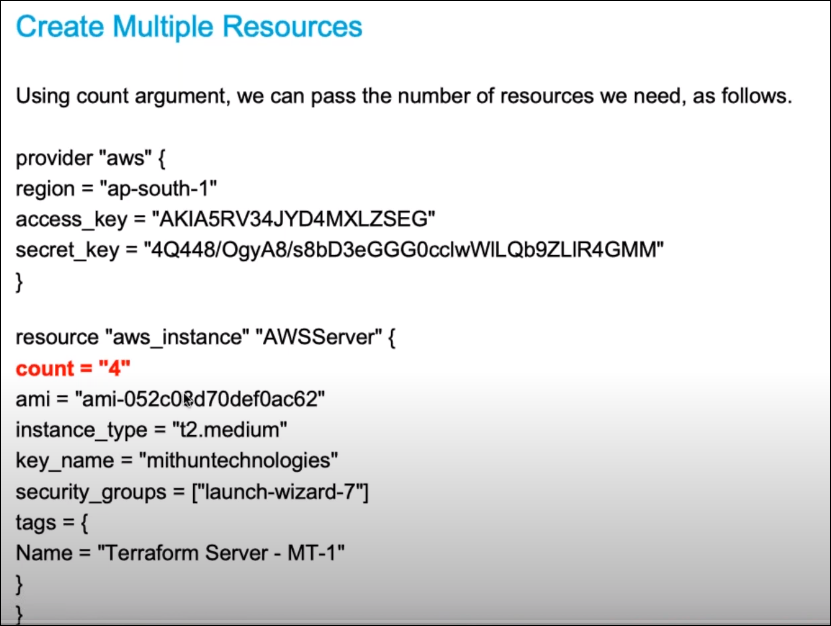 Create Multiple Resources
Using count argument, we can pass the number of resources we need, as follows.
provider "aws" {
region = "ap-south-1"
access_key = "AKIA5RV34JYD4MXLZSEG"
secret_key = "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"
}
resource "aws_instance" "AWSServer" {
count = "4"
ami = "ami-052c08d70def0ac62"
instance_type = "t2.medium"
key_name = "mithuntechnologies"
security_groups = ["launch-wizard-7"]
tags = {
Name = "Terraform Server - MT-1"
}
}